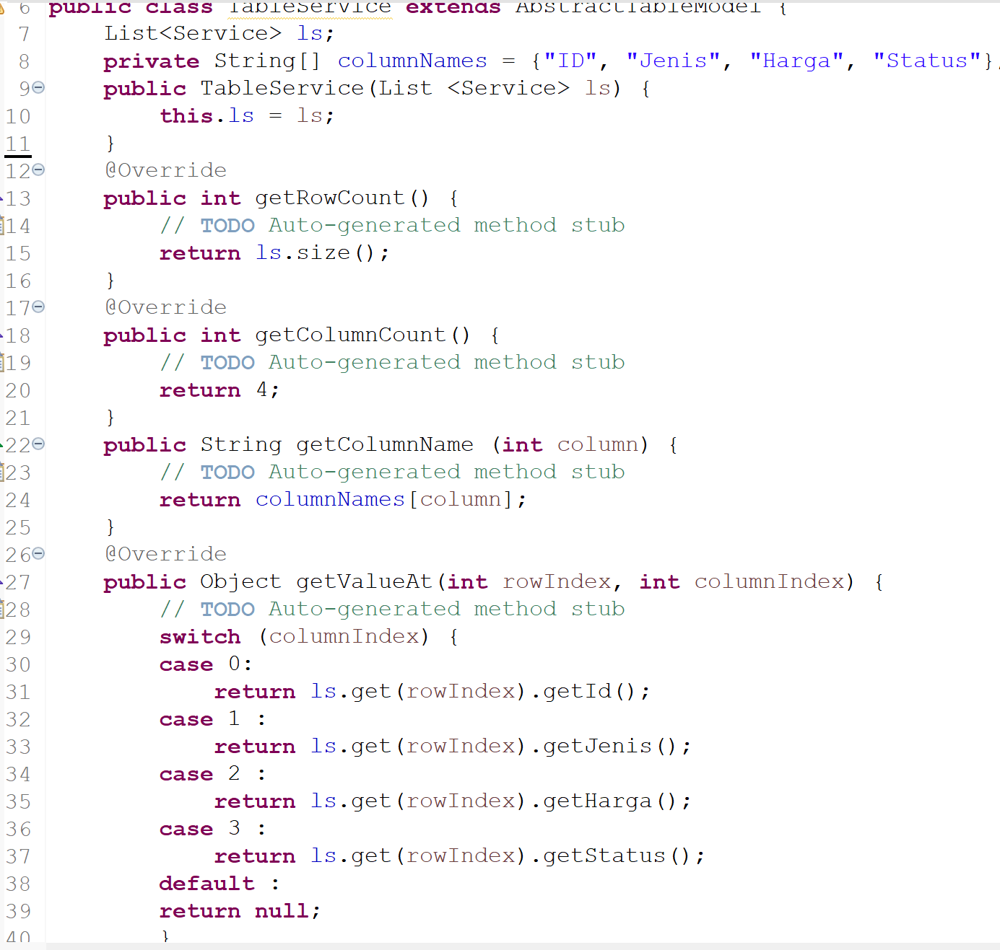 6 public class TableService extends AbstractTableModel {
7 List<Service> ls;
8 private String[] columnNames = {"ID", "Jenis", "Harga", "Status"};
9 public TableService(List <Service> ls) {
10 this.ls = ls;
11 }
12 @Override
13 public int getRowCount() {
14 // TODO Auto-generated method stub
15 return ls.size();
16 }
17 @Override
18 public int getColumnCount() {
19 // TODO Auto-generated method stub
20 return 4;
21 }
22 public String getColumnName (int column) {
23 // TODO Auto-generated method stub
24 return columnNames[column];
25 }
26 @Override
27 public Object getValueAt(int rowIndex, int columnIndex) {
28 // TODO Auto-generated method stub
29 switch (columnIndex) {
30 case 0:
31 return ls.get(rowIndex).getId();
32 case 1 :
33 return ls.get(rowIndex).getJenis();
34 case 2 :
35 return ls.get(rowIndex).getHarga();
36 case 3 :
37 return ls.get(rowIndex).getStatus();
38 default :
39 return null;
40 }